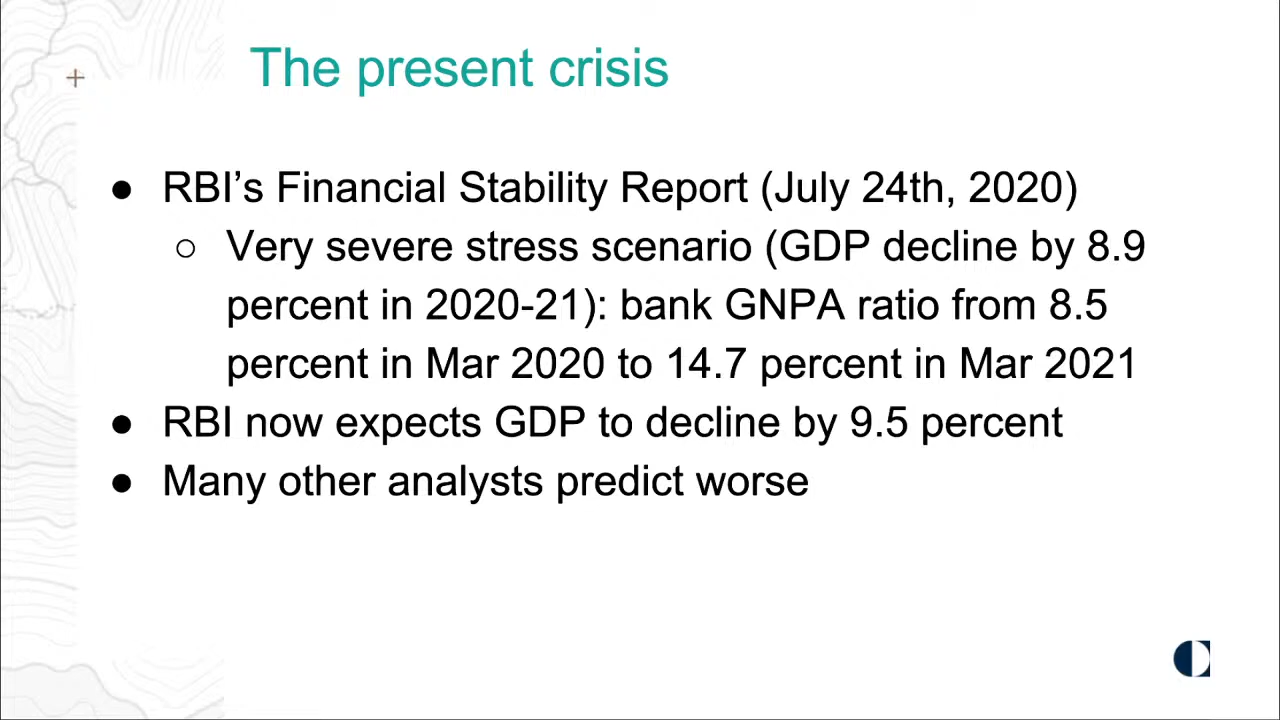 The present crisis
● RBI’s Financial Stability Report (July 24th, 2020)
○ Very severe stress scenario (GDP decline by 8.9
percent in 2020-21): bank GNPA ratio from 8.5
percent in Mar 2020 to 14.7 percent in Mar 2021
● RBI now expects GDP to decline by 9.5 percent
● Many other analysts predict worse